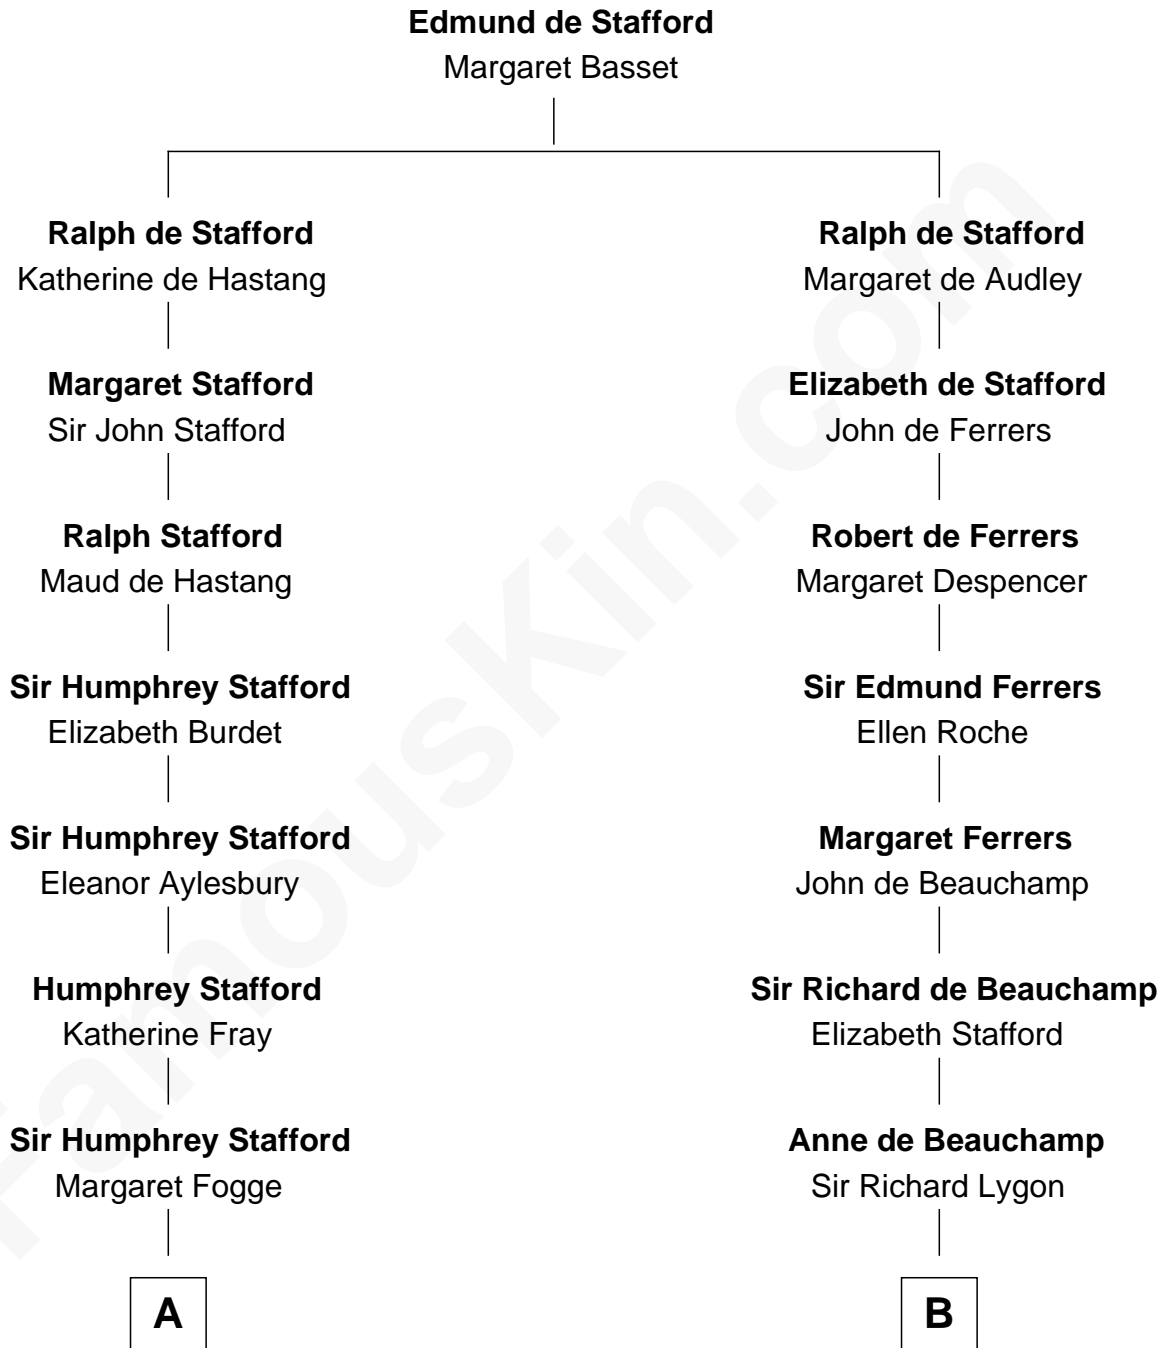 Edmund de Stafford
Margaret Basset
Ralph de Stafford
Katherine de Hastang
Margaret Stafford
Sir John Stafford
Ralph Stafford
Maud de Hastang
Sir Humphrey Stafford
Elizabeth Burdet
Sir Humphrey Stafford
Eleanor Aylesbury
Humphrey Stafford
Katherine Fray
Sir Humphrey Stafford
Margaret Fogge
A
Ralph de Stafford
Margaret de Audley
Elizabeth de Stafford
John de Ferrers
Robert de Ferrers
Margaret Despencer
Sir Edmund Ferrers
Ellen Roche
Margaret Ferrers
John de Beauchamp
Sir Richard de Beauchamp
Elizabeth Stafford
Anne de Beauchamp
Sir Richard Lygon
B
FamousKin.com